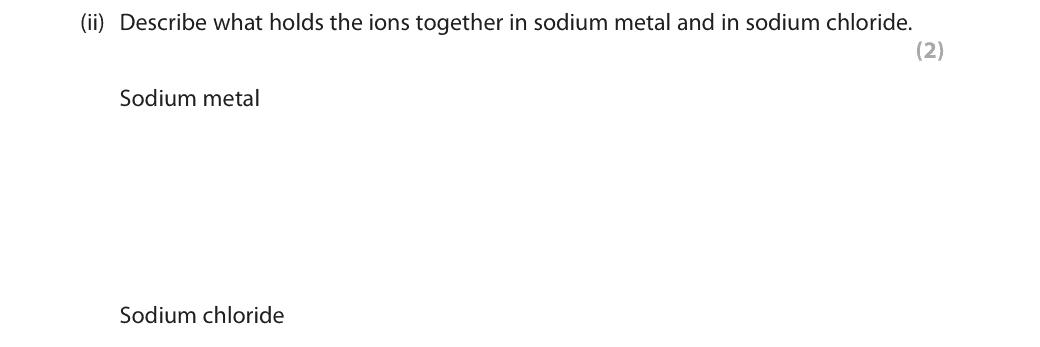 (ii) Describe what holds the ions together in sodium metal and in sodium chloride.
(2)
Sodium metal
Sodium chloride